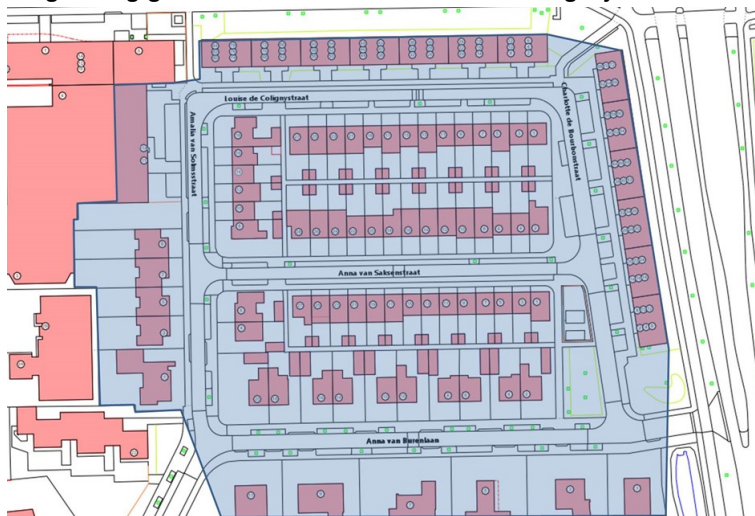 Louise de Colignystraat
Charlotte de Bourbonstraat
Amalia van Solmsstraat
Anna van Saksenstraat
Anna van Burenlaan